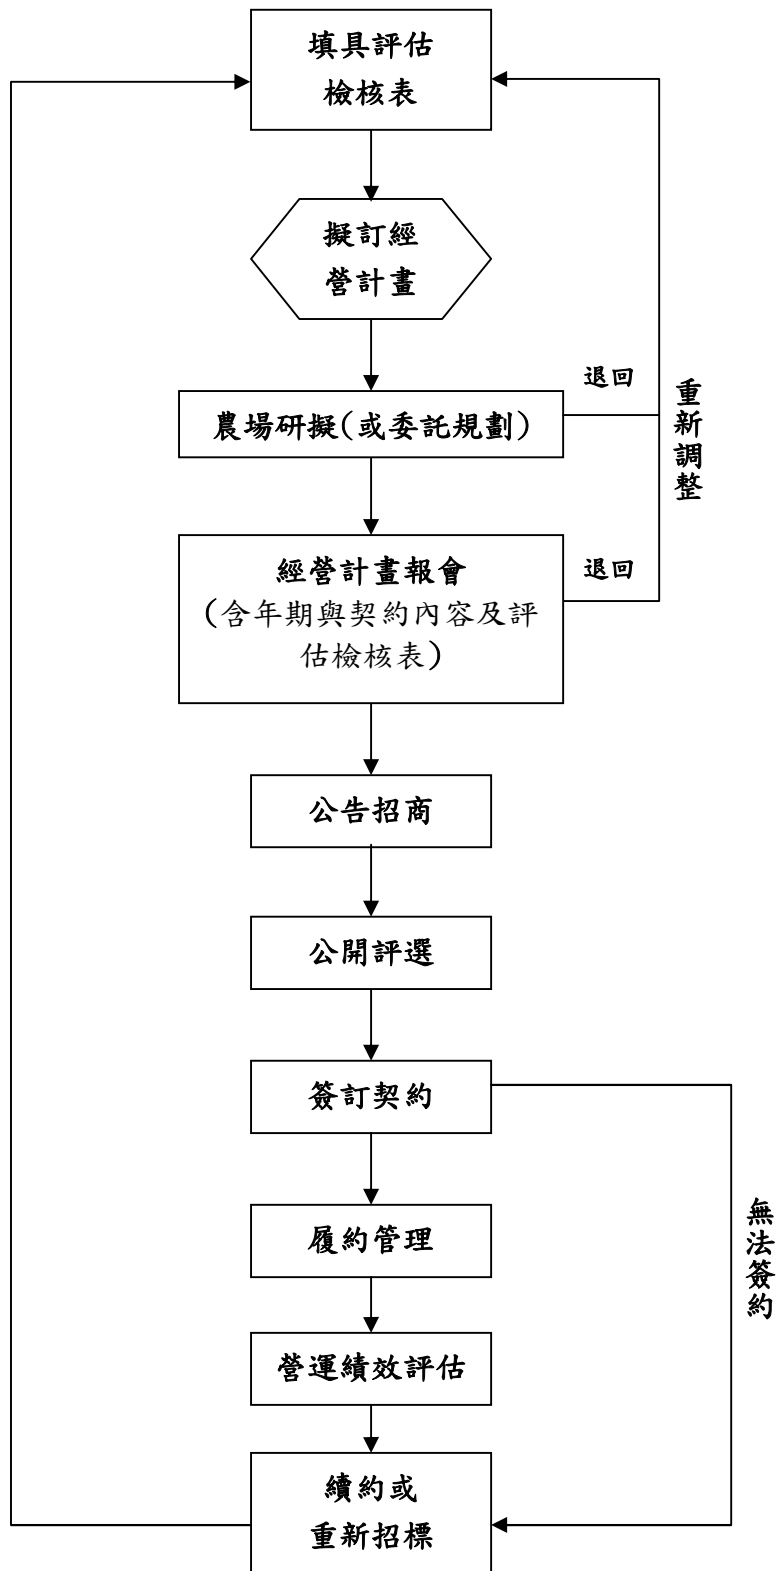 填具評估
檢核表
擬訂經
營計畫
農場研擬(或委託規劃)
退回
重新調整
經營計畫報會
(含年期與契約內容及評
估檢核表)
退回
公告招商
公開評選
簽訂契約
無法簽約
履約管理
營運績效評估
續約或
重新招標